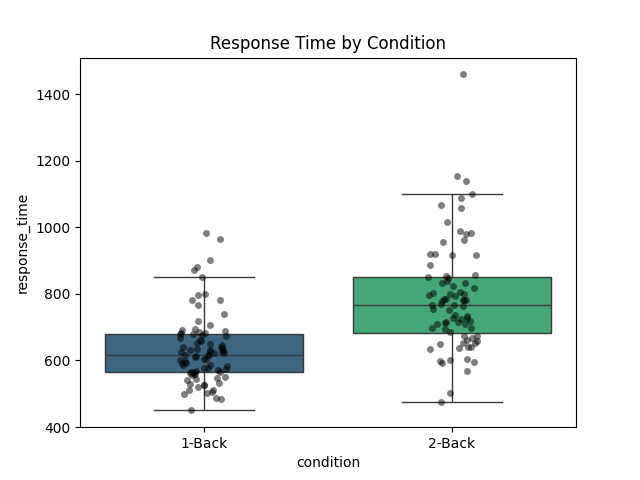 Response Time by Condition
1400
1200
1000
800
600
400
response_time
1-Back
2-Back
condition